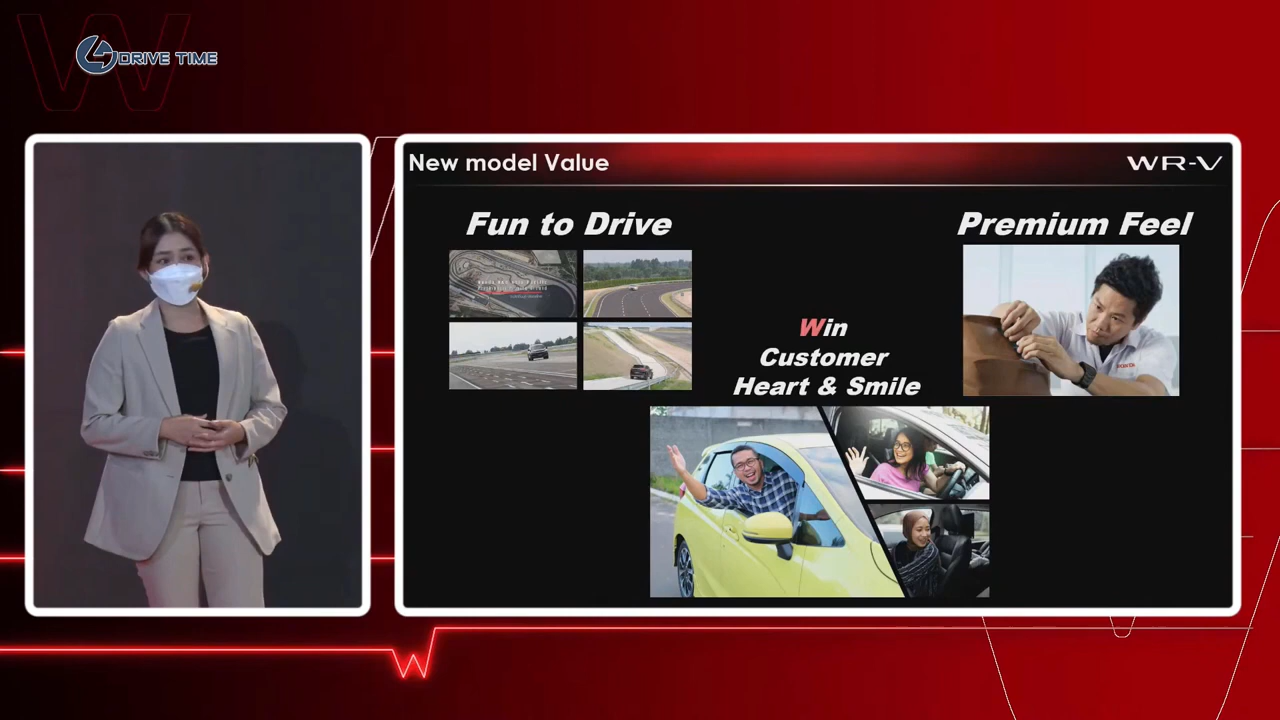 DRIVE TIME
New model Value
WR-V
Fun to Drive
Premium Feel
Win
Customer
Heart & Smile